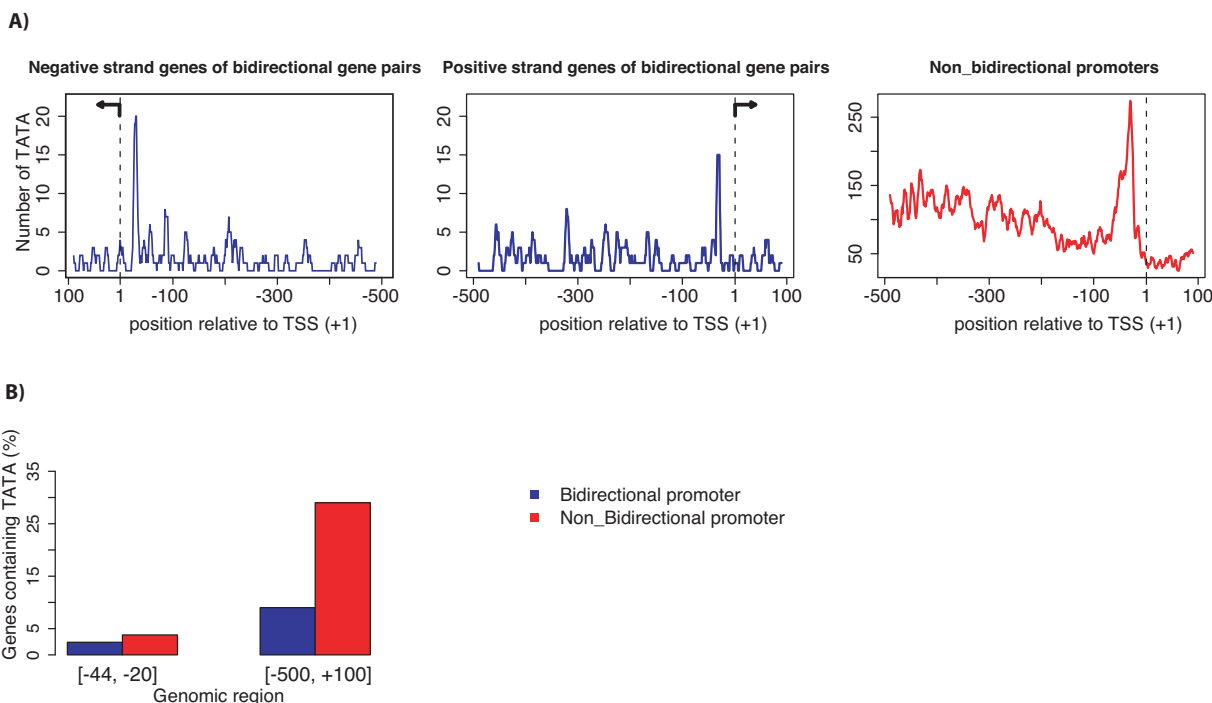 A)
Negative strand genes of bidirectional gene pairs
Positive strand genes of bidirectional gene pairs
Non_bidirectional promoters
Number of TATA
0 5 10 15 20
100 1 -100 -300 -500
position relative to TSS (+1)
0 5 10 15 20
-500 -300 -100 1 100
position relative to TSS (+1)
50 150 250
-500 -300 -100 1 100
position relative to TSS (+1)
B)
Genes containing TATA (%)
0 5 15 25 35
[-44, -20] [-500, +100]
Genomic region
Bidirectional promoter
Non_Bidirectional promoter